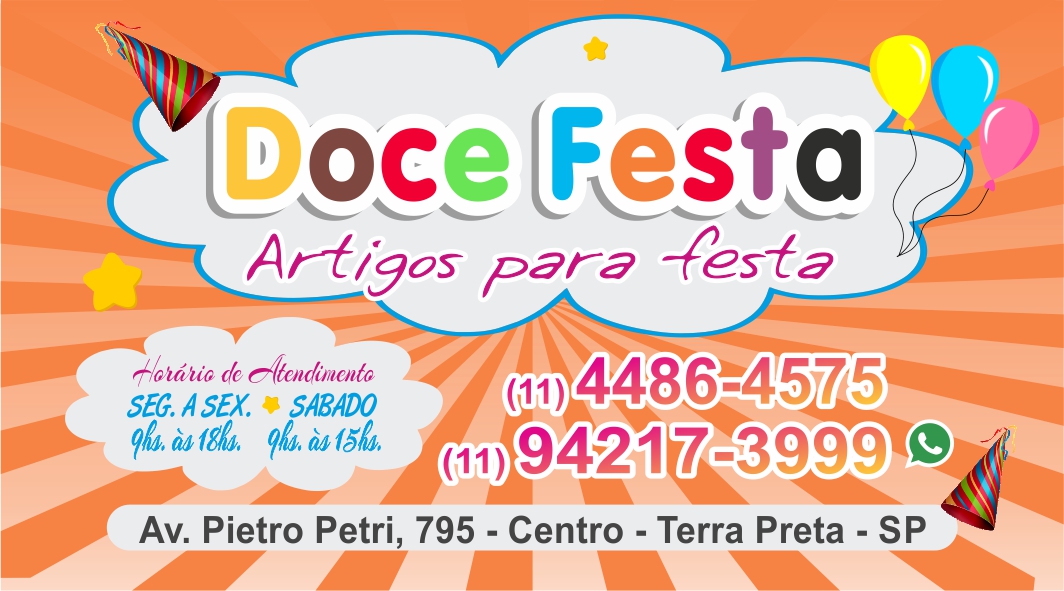 Doce Festa
Artigos para festa
Horário de Atendimento
SEG. A SEX. SABADO
9hs. às 18hs. 9hs. às 15hs.
(11) 4486-4575
(11) 94217-3999
Av. Pietro Petri, 795 - Centro - Terra Preta - SP